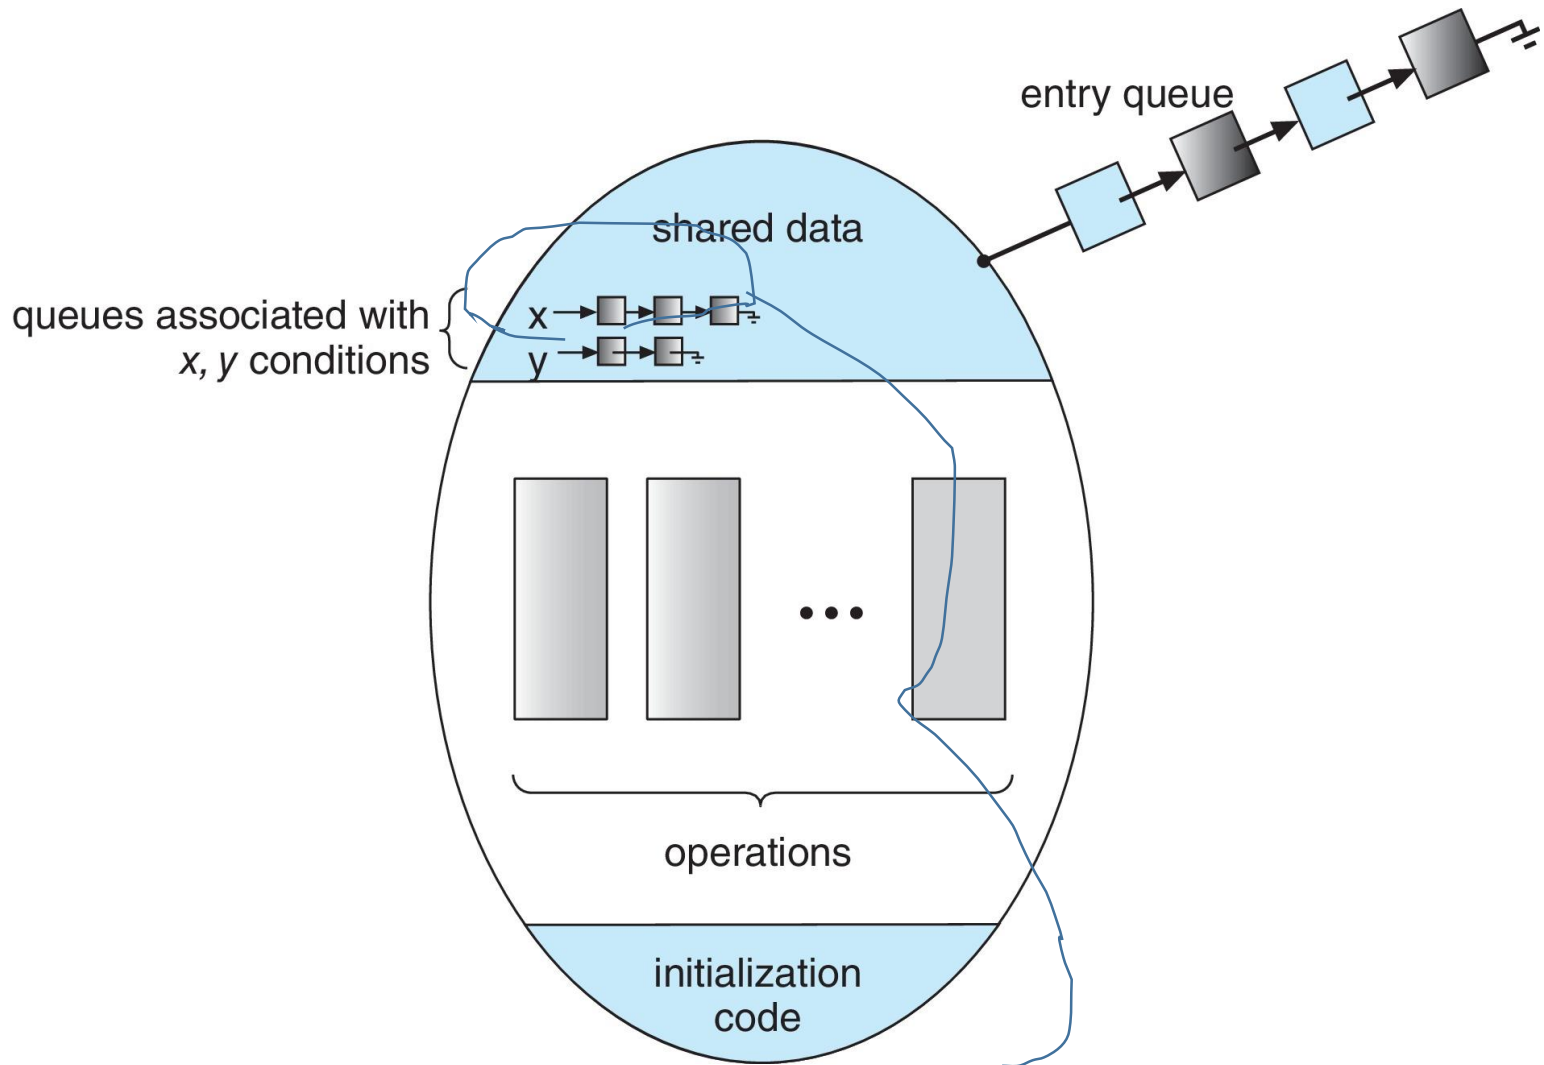 entry queue
shared data
queues associated with
x, y conditions
x
y
operations
initialization
code